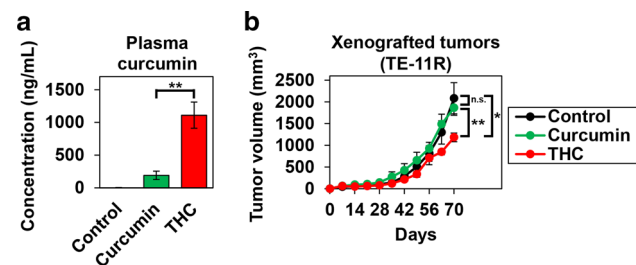 a
Plasma
curcumin
Concentration (ng/mL)
1500
1000
500
0
**
Control
Curcumin
THC
b
Xenografted tumors
(TE-11R)
Tumor volume (mm³)
2500
2000
1500
1000
500
0
n.s.
**
*
0 14 28 42 56 70
Days
Control
Curcumin
THC